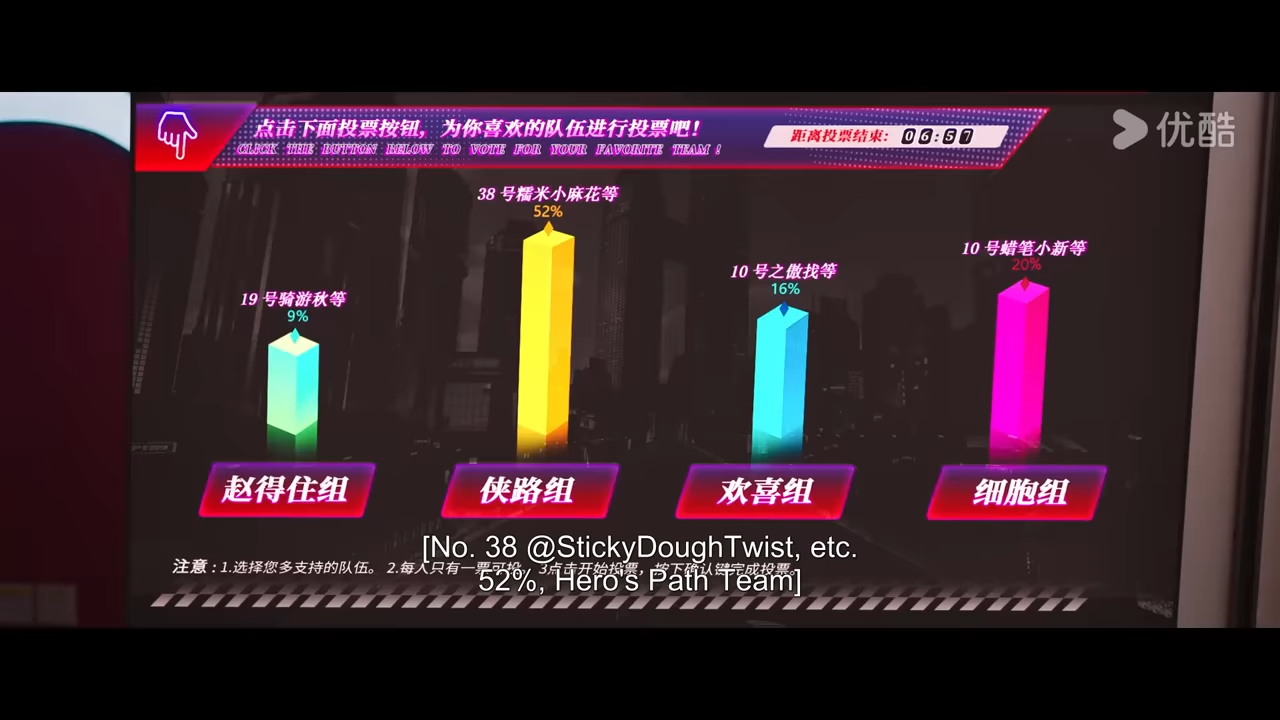 点击下面投票按钮，为你喜欢的队伍进行投票吧！
CLICK THE BUTTON BELOW TO VOTE FOR YOUR FAVORITE TEAM !
距离投票结束：06:57
优酷
38 号糯米小麻花等
52%
10 号蜡笔小新等
20%
10 号之傲找等
16%
19 号骑游秋等
9%
赵得住组
侠路组
欢喜组
细胞组
[No. 38 @StickyDoughTwist, etc.
注意：1.选择您多支持的队伍。 2.每人只有一票可投。 3点击开始投票，按下确认键完成投票。
52%, Hero's Path Team]